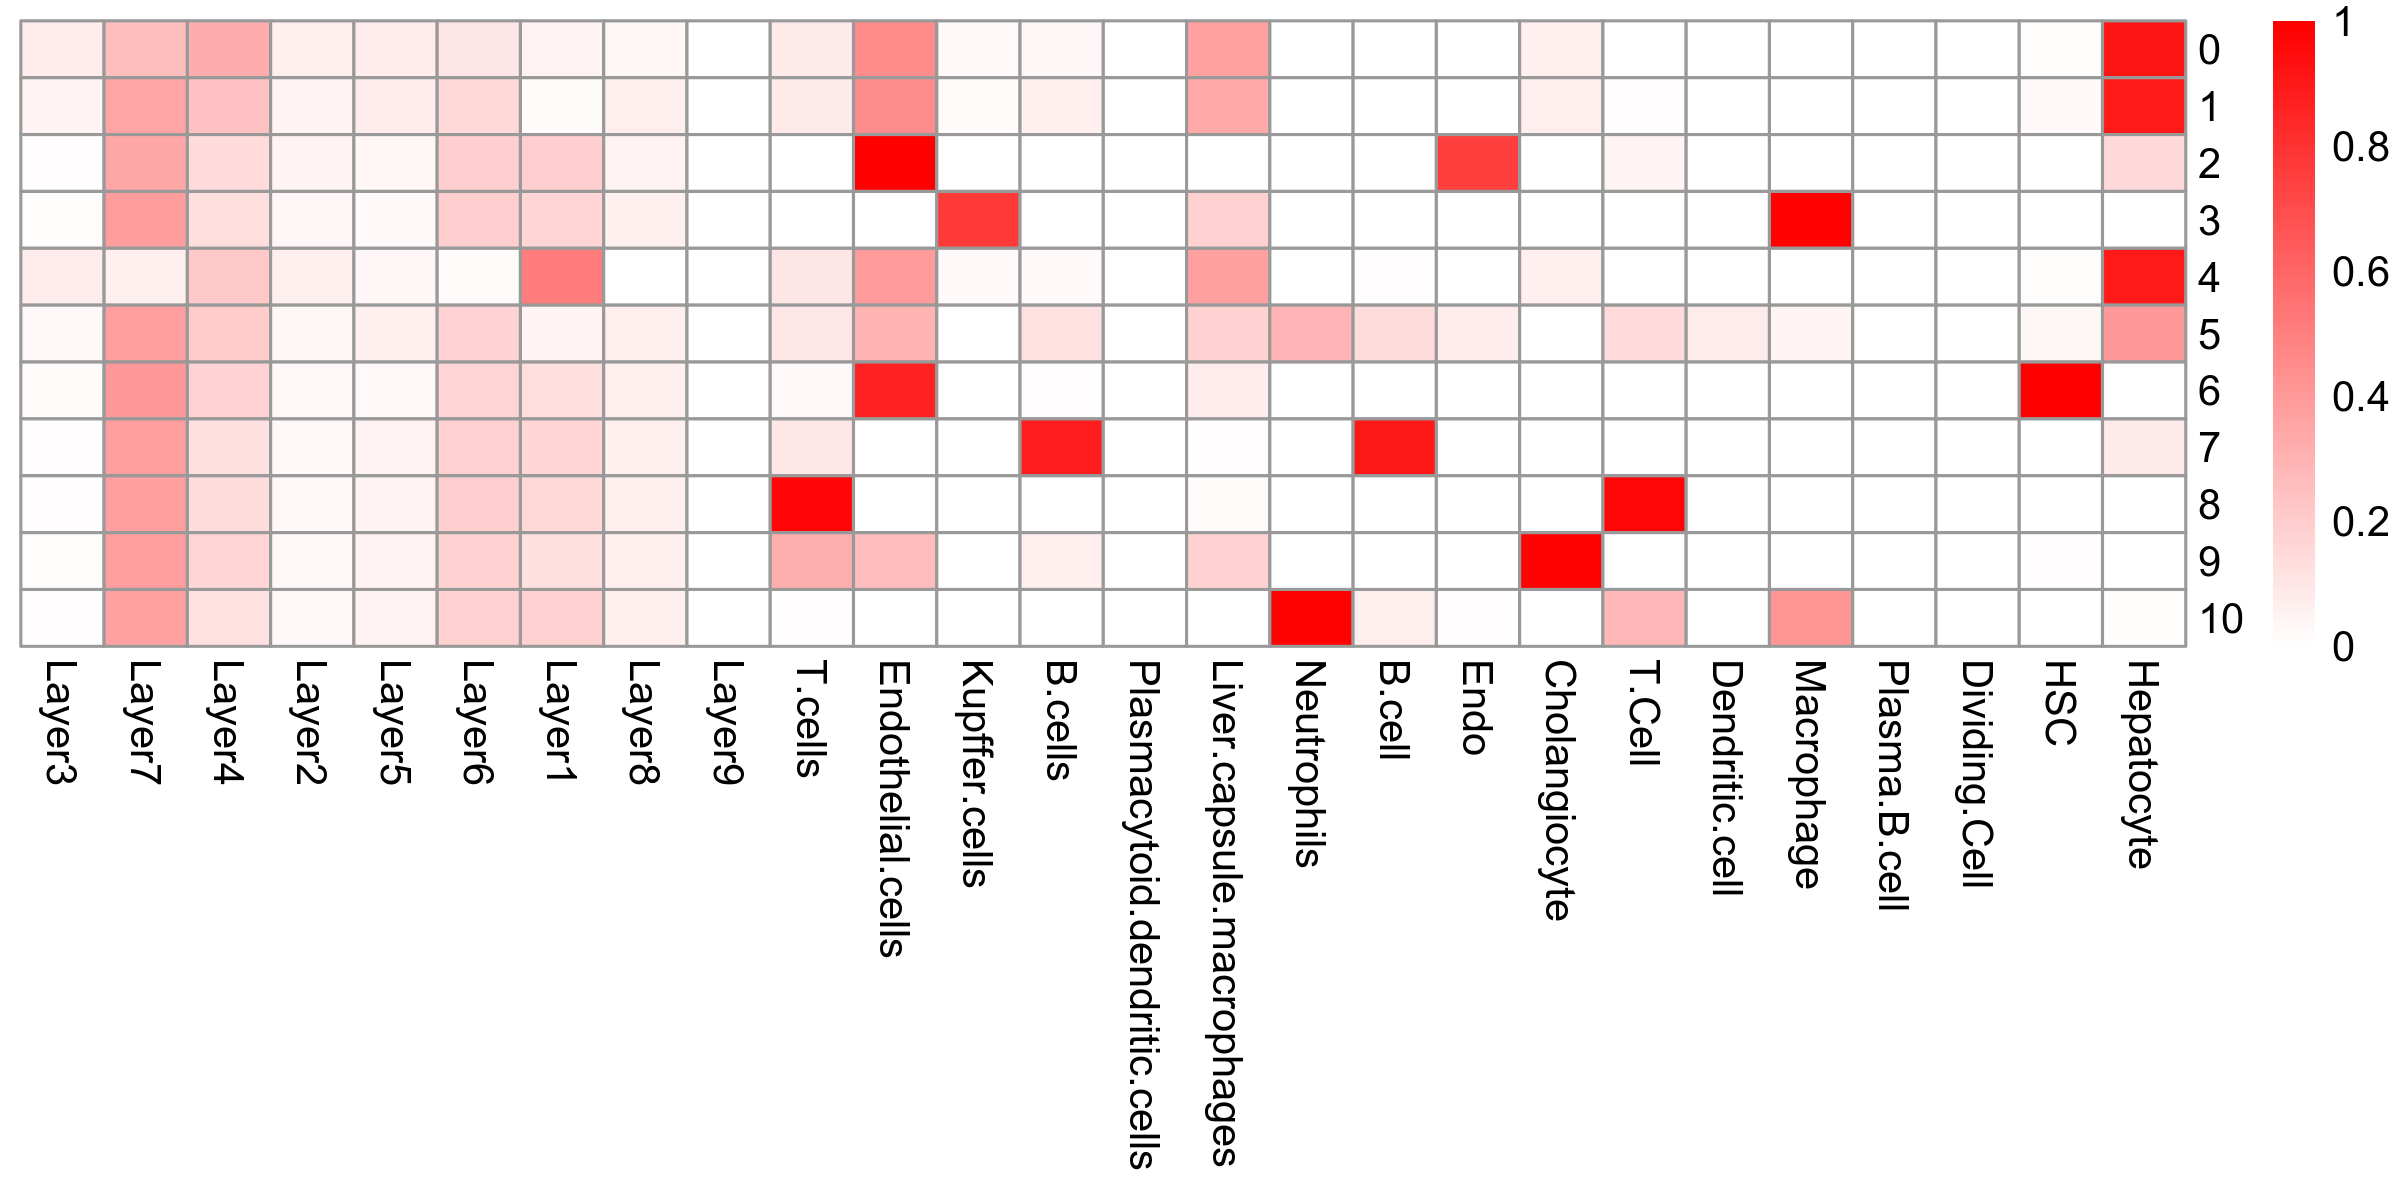 0
1
2
3
4
5
6
7
8
9
10
1
0.8
0.6
0.4
0.2
0
Layer3
Layer7
Layer4
Layer2
Layer5
Layer6
Layer1
Layer8
Layer9
T.cells
Endothelial.cells
Kupffer.cells
B.cells
Plasmacytoid.dendritic.cells
Liver.capsule.macrophages
Neutrophils
B.cell
Endo
Cholangiocyte
T.Cell
Dendritic.cell
Macrophage
Plasma.B.cell
Dividing.Cell
HSC
Hepatocyte